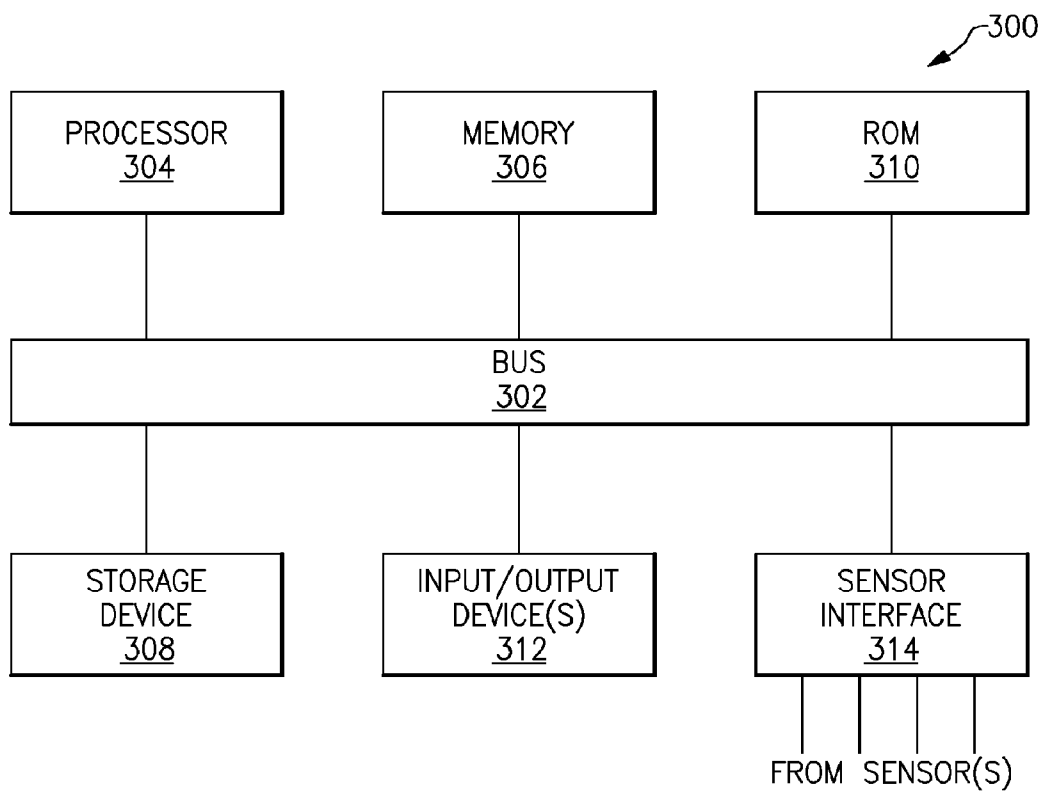 300
PROCESSOR
304
MEMORY
306
ROM
310
BUS
302
STORAGE
DEVICE
308
INPUT/OUTPUT
DEVICE(S)
312
SENSOR
INTERFACE
314
FROM SENSOR(S)